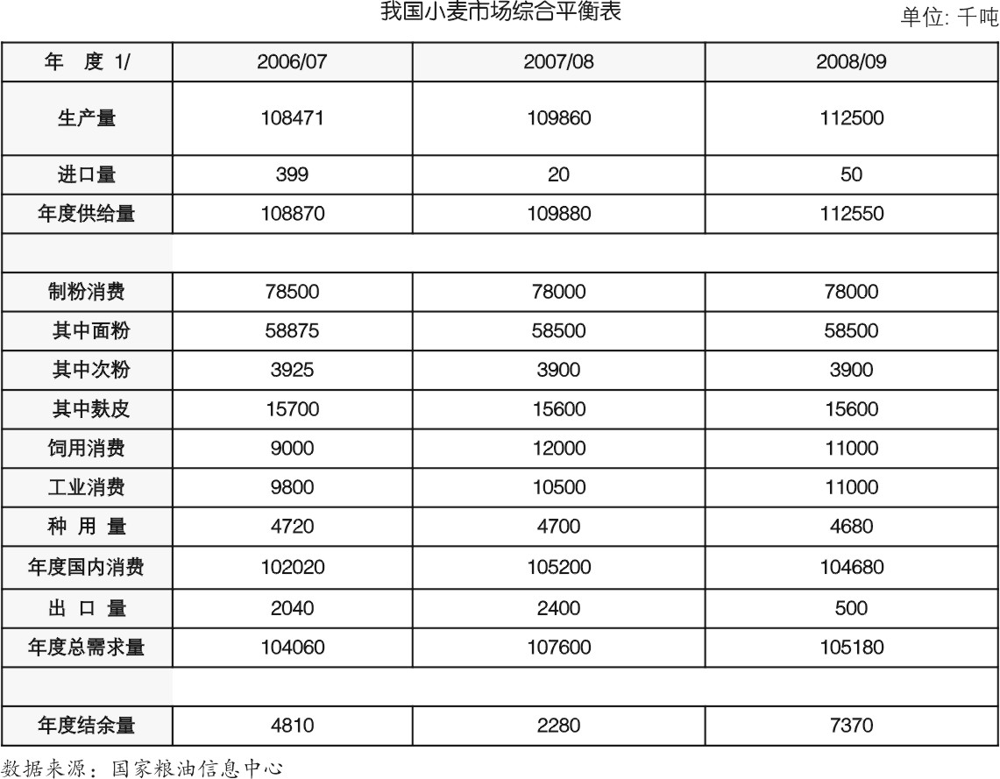 我国小麦市场综合平衡表
单位: 千吨
年 度 1/ 2006/07 2007/08 2008/09
生产量 108471 109860 112500
进口量 399 20 50
年度供给量 108870 109880 112550
制粉消费 78500 78000 78000
其中面粉 58875 58500 58500
其中次粉 3925 3900 3900
其中麸皮 15700 15600 15600
饲用消费 9000 12000 11000
工业消费 9800 10500 11000
种 用 量 4720 4700 4680
年度国内消费 102020 105200 104680
出 口 量 2040 2400 500
年度总需求量 104060 107600 105180
年度结余量 4810 2280 7370
数据来源：国家粮油信息中心